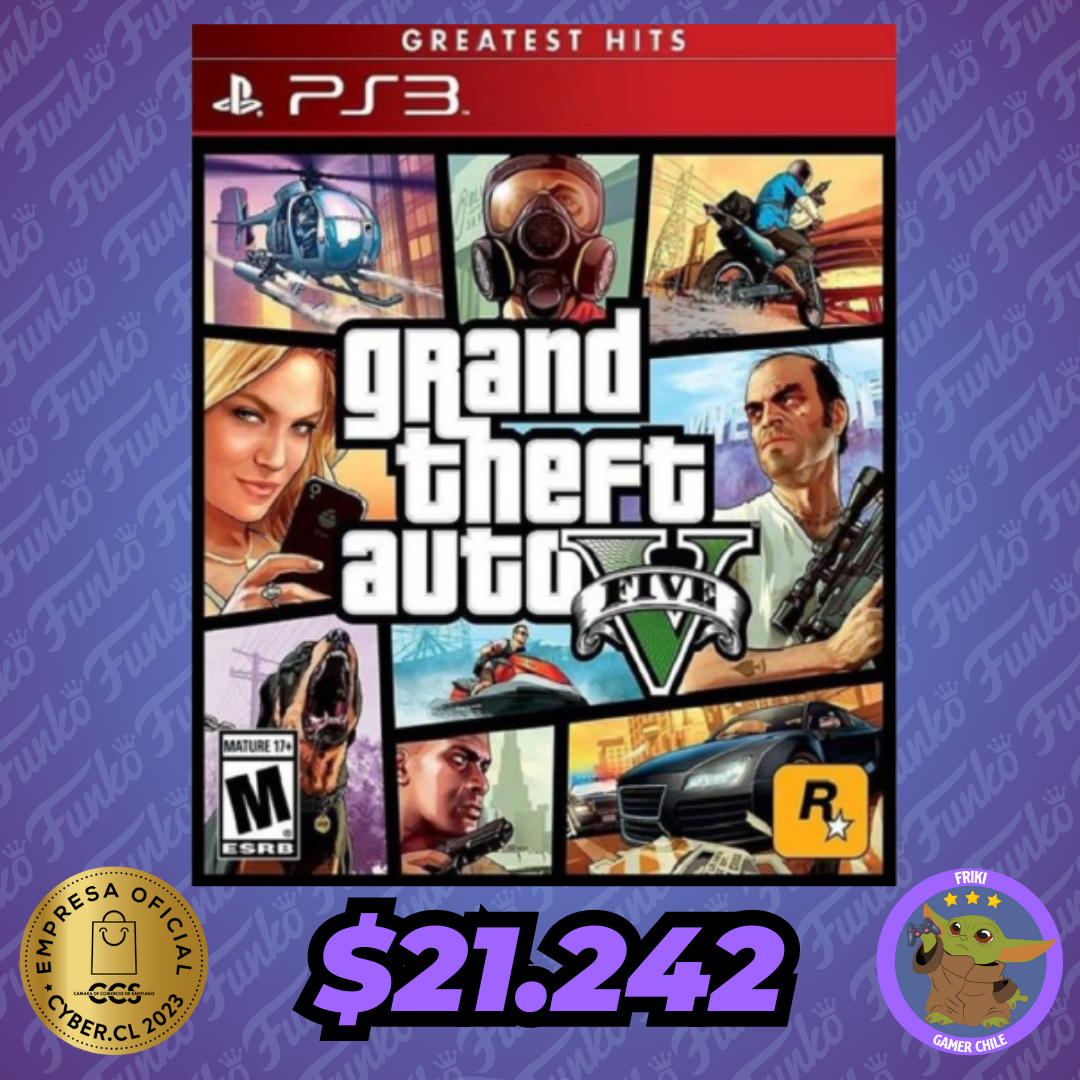 GREATEST HITS
PS3
grand
theft
auto
FIVE
MATURE 17+
M
ESRB
R
EMPRESA OFICIAL
CCS
CAMARA DE COMERCIO DE SANTIAGO
CYBER.CL 2023
$21.242
FRIKI
GAMER CHILE
Funko